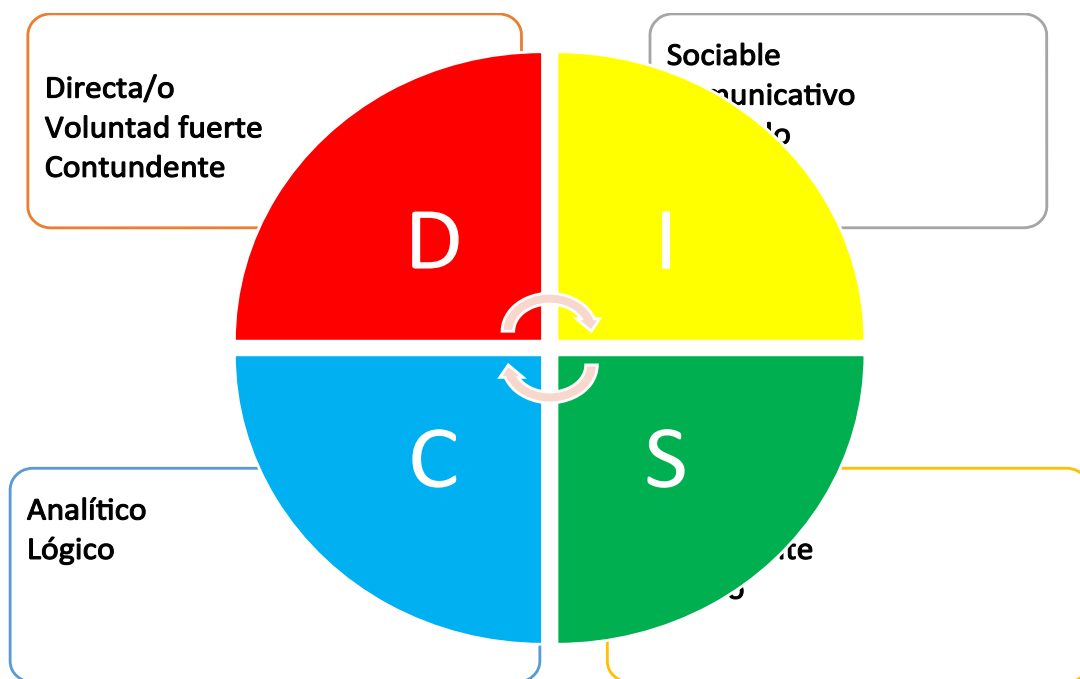 Directa/o
Voluntad fuerte
Contundente
Sociable
D
I
C
S
Analítico
Lógico